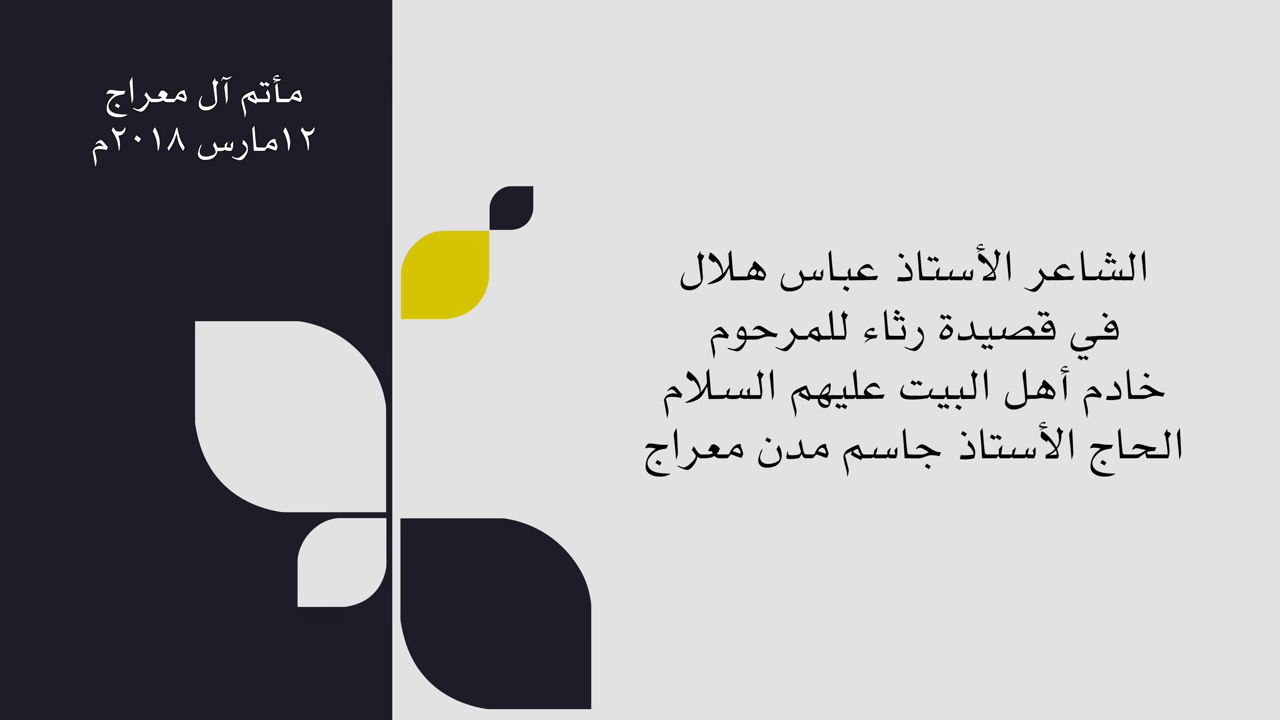 مأتم آل معراج
١٢مارس ٢٠١٨م
الشاعر الأستاذ عباس هلال
في قصيدة رثاء للمرحوم
خادم أهل البيت عليهم السلام
الحاج الأستاذ جاسم مدن معراج